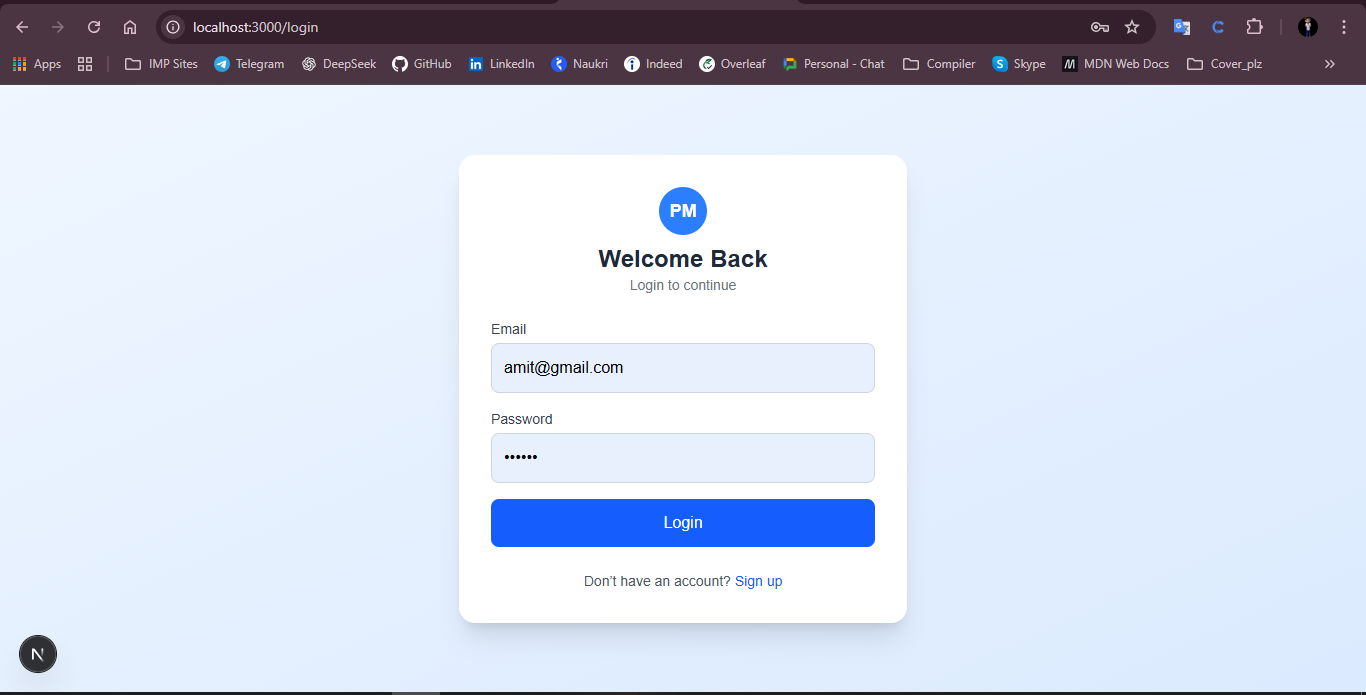 localhost:3000/login
Apps IMP Sites Telegram DeepSeek GitHub LinkedIn Naukri Indeed Overleaf Personal - Chat Compiler Skype MDN Web Docs Cover_plz
PM
Welcome Back
Login to continue
Email
amit@gmail.com
Password
••••••
Login
Don’t have an account? Sign up
N